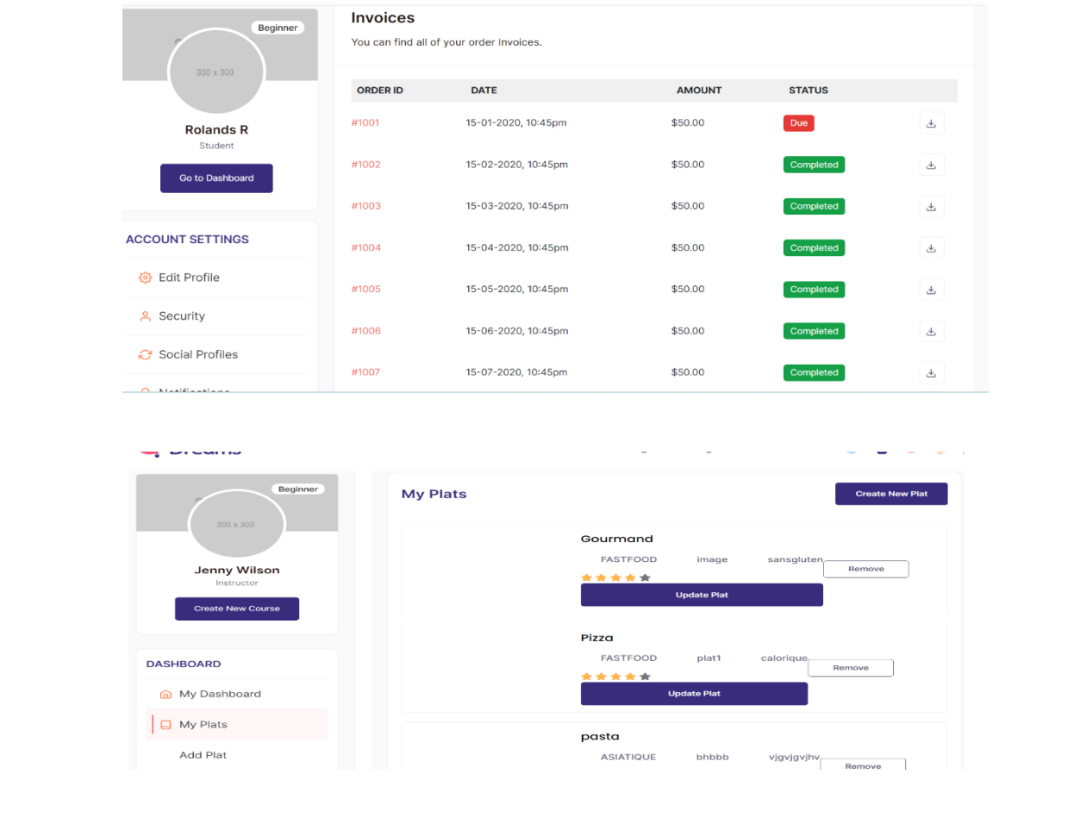 Invoices
Beginner
You can find all of your order Invoices.
300 x 300
ORDER ID DATE AMOUNT STATUS
#1001 15-01-2020, 10:45pm $50.00 Due
Rolands R
Student
#1002 15-02-2020, 10:45pm $50.00 Completed
Go to Dashboard
#1003 15-03-2020, 10:45pm $50.00 Completed
ACCOUNT SETTINGS
#1004 15-04-2020, 10:45pm $50.00 Completed
Edit Profile
#1005 15-05-2020, 10:45pm $50.00 Completed
Security
#1006 15-06-2020, 10:45pm $50.00 Completed
Social Profiles
#1007 15-07-2020, 10:45pm $50.00 Completed
Notifications
Dreams
Beginner
300 x 300
Jenny Wilson
Instructor
Create New Course
DASHBOARD
My Dashboard
My Plats
Add Plat
My Plats
Create New Plat
Gourmand
FASTFOOD image sansgluten
Remove
Update Plat
Pizza
FASTFOOD plat1 calorique
Remove
Update Plat
pasta
ASIATIQUE bhbbb vjgvjgvjhv
Remove